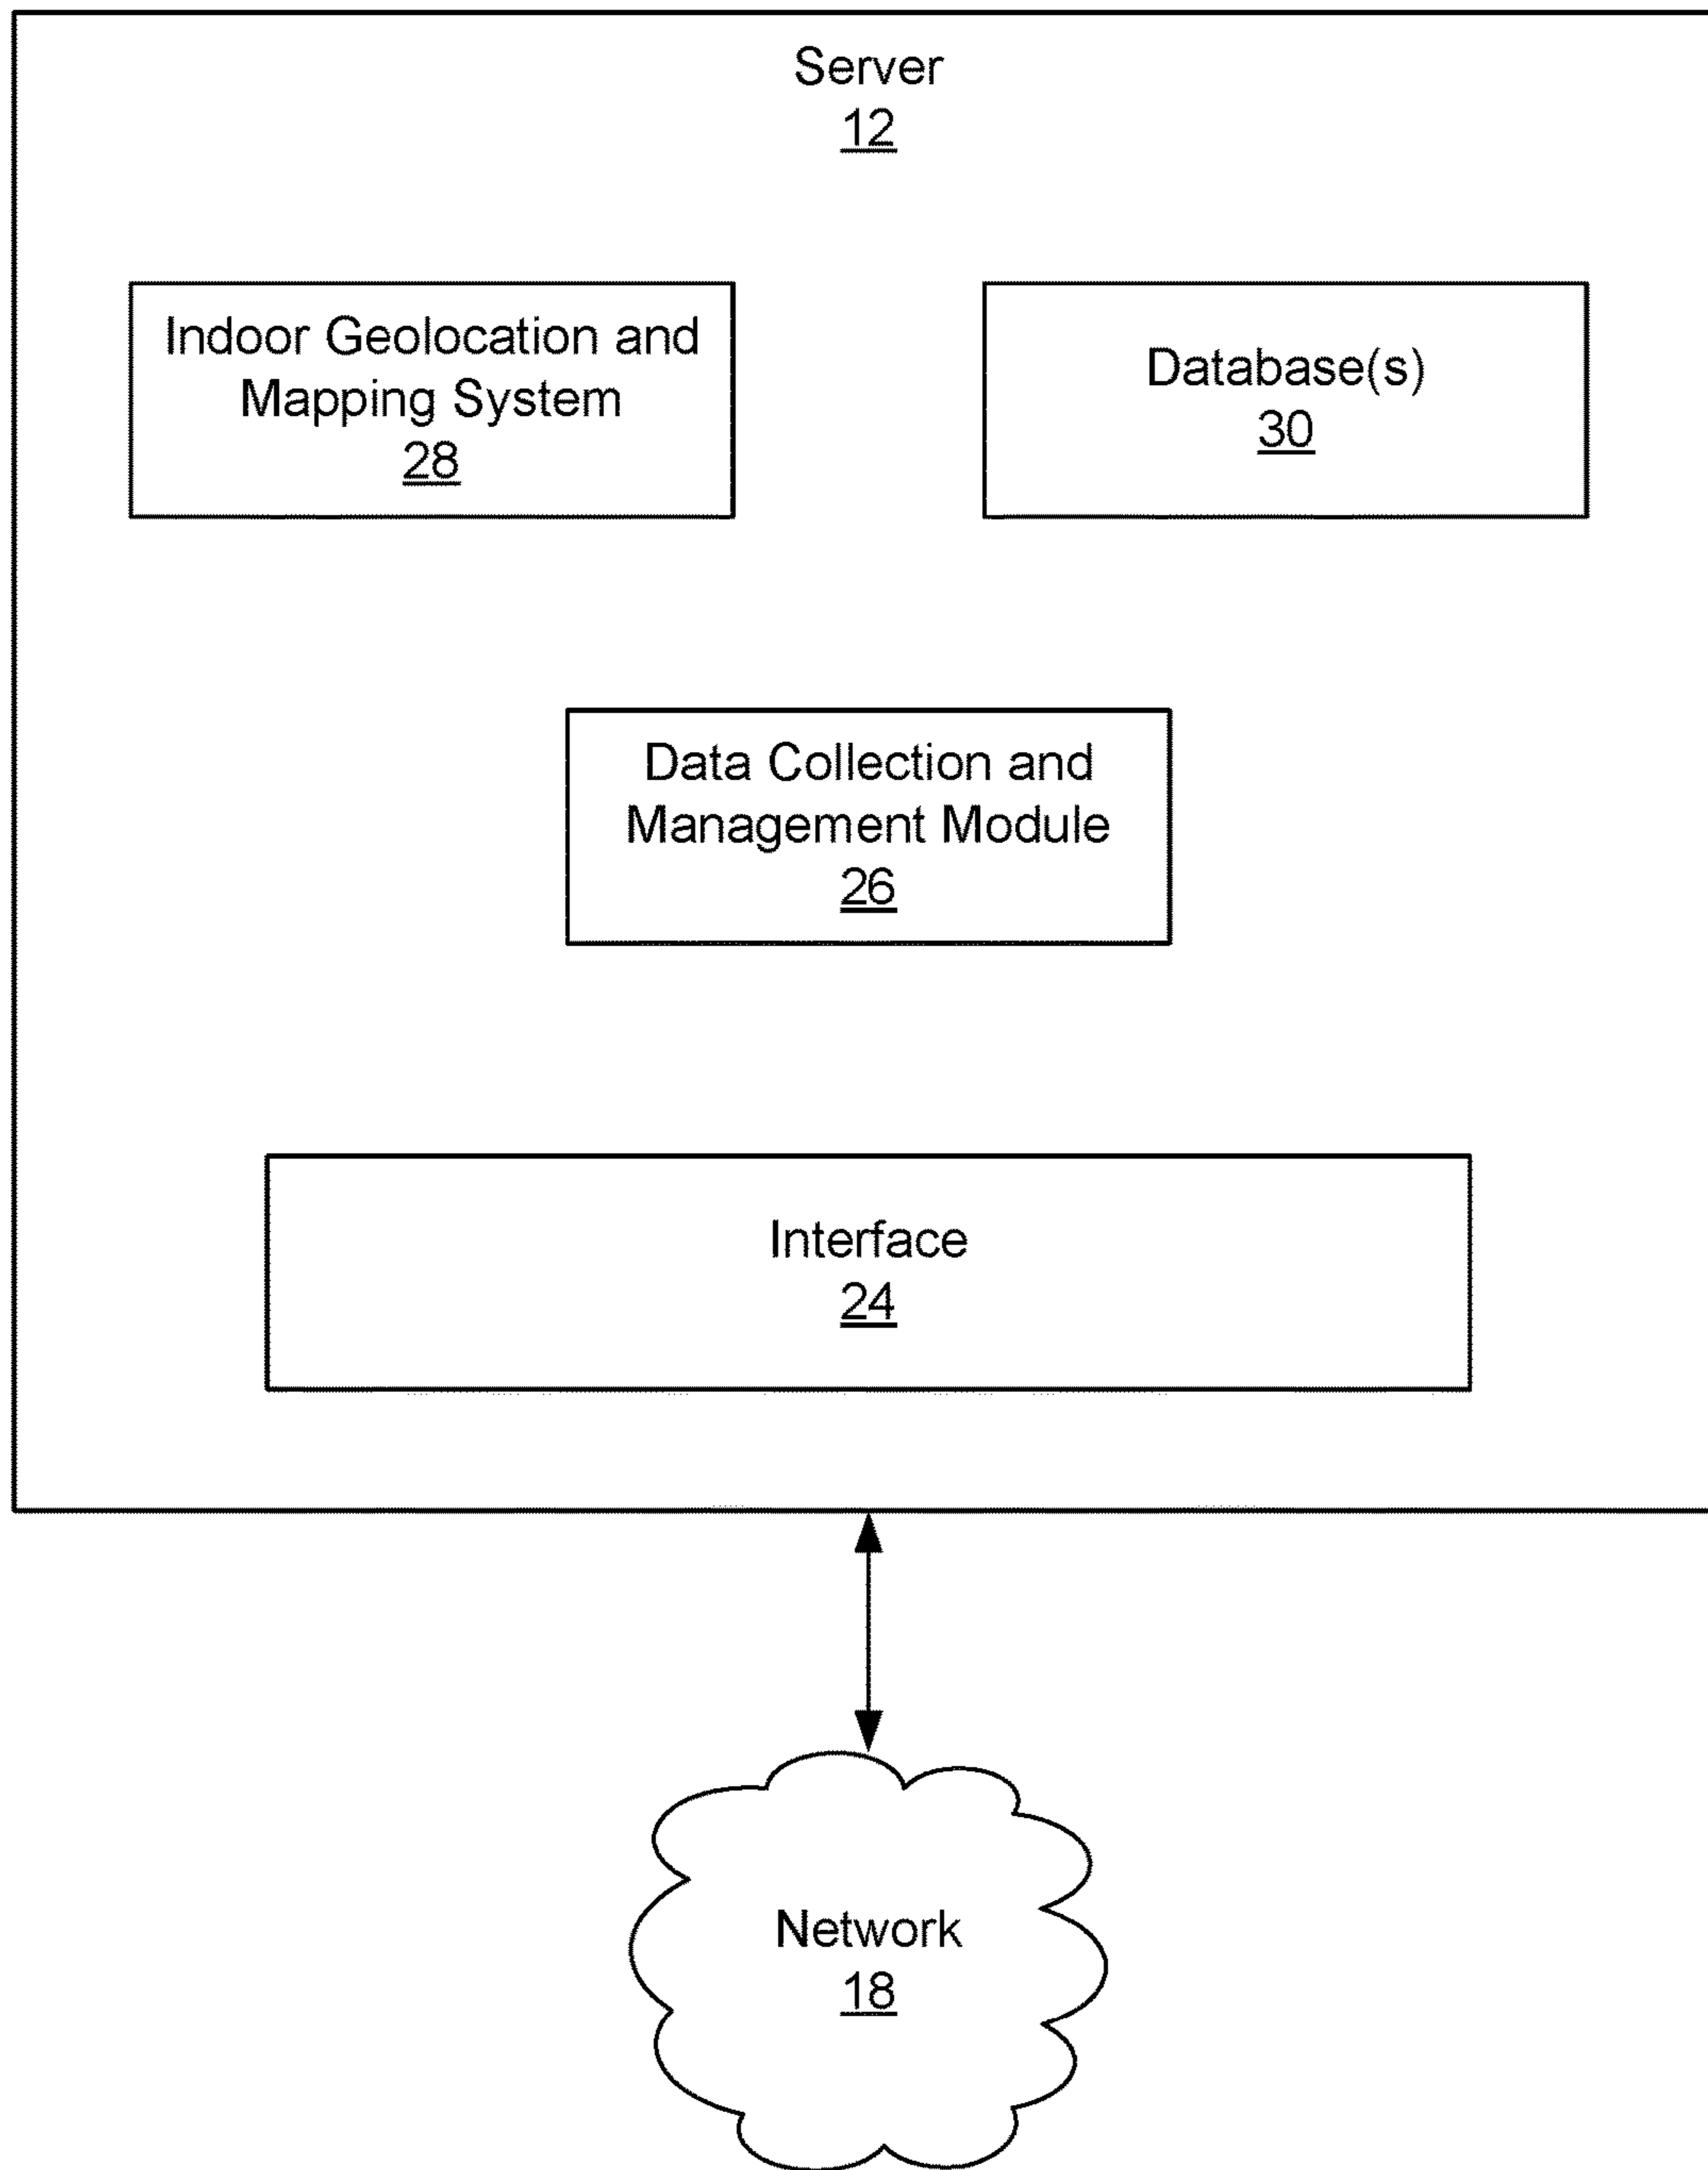 Server
12
Indoor Geolocation and
Mapping System
28
Database(s)
30
Data Collection and
Management Module
26
Interface
24
Network
18